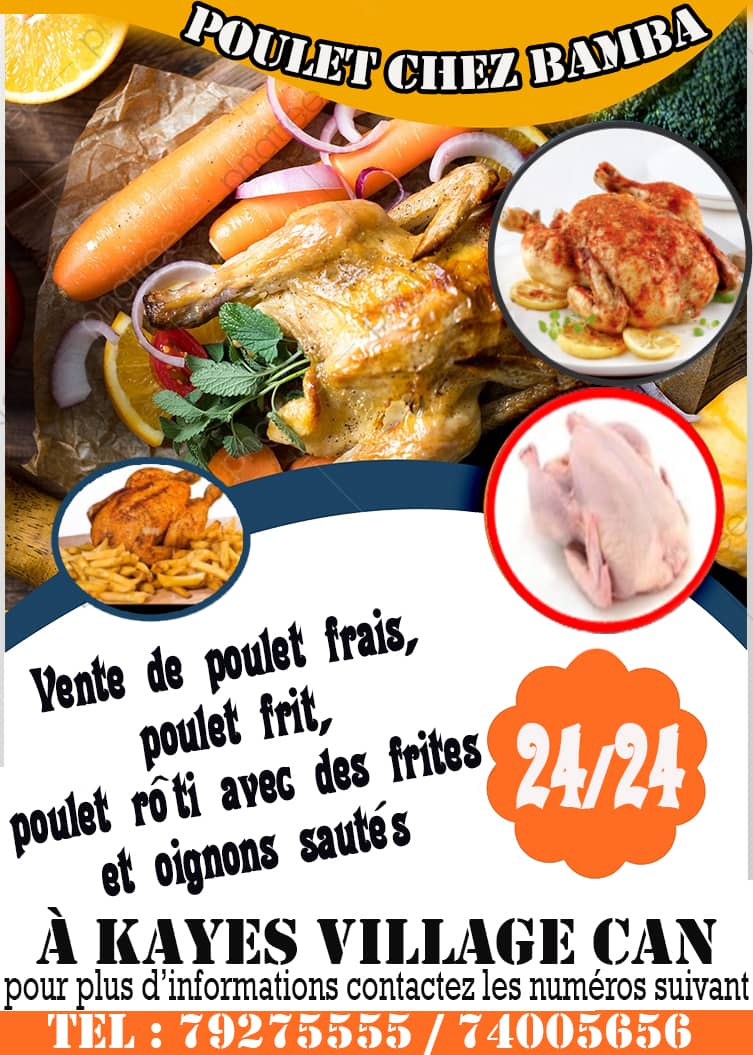 POULET CHEZ BAMBA
Vente de poulet frais,
poulet frit,
poulet rôti avec des frites
et oignons sautés
24/24
À KAYES VILLAGE CAN
pour plus d'informations contactez les numéros suivant
TEL : 79275555 / 74005656